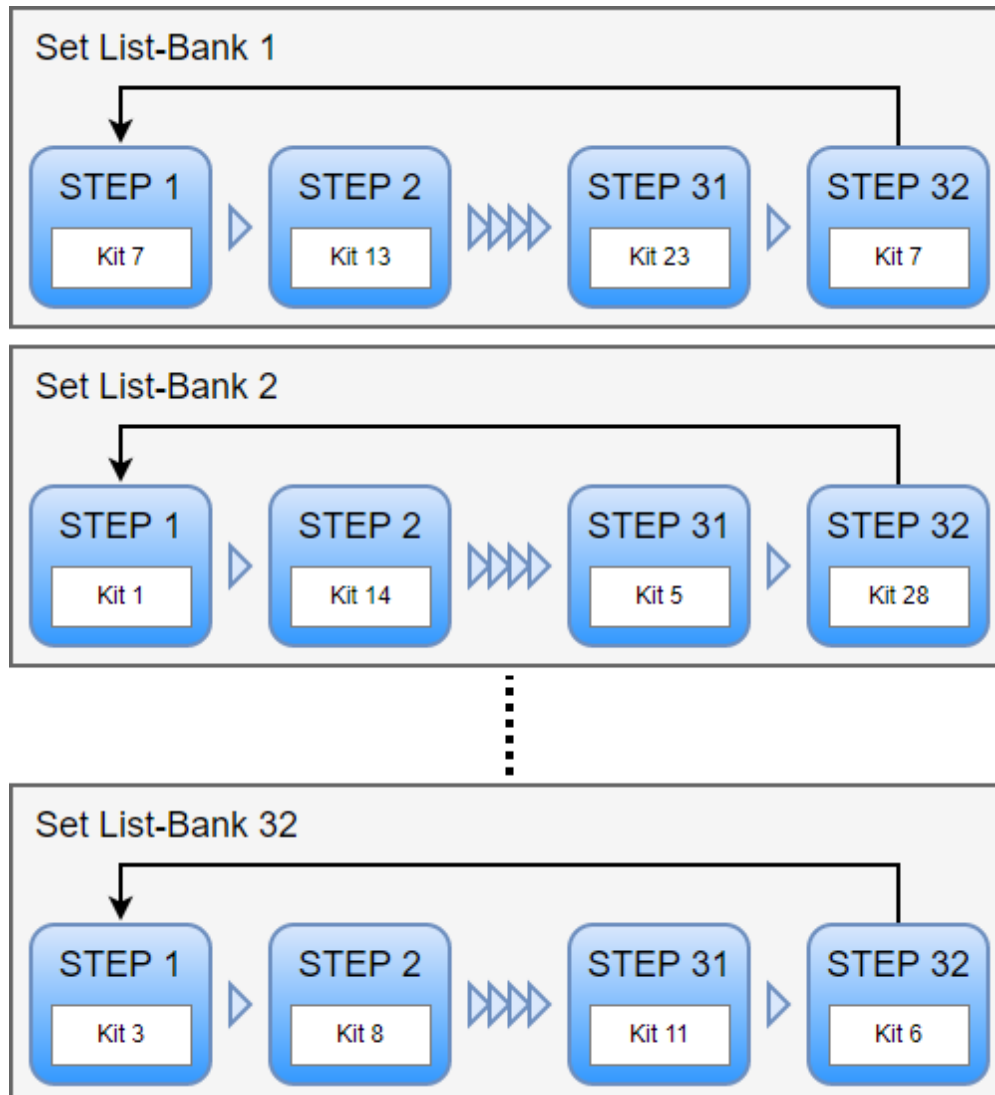 Set List-Bank 1
STEP 1 STEP 2 STEP 31 STEP 32
Kit 7 Kit 13 Kit 23 Kit 7
Set List-Bank 2
STEP 1 STEP 2 STEP 31 STEP 32
Kit 1 Kit 14 Kit 5 Kit 28
Set List-Bank 32
STEP 1 STEP 2 STEP 31 STEP 32
Kit 3 Kit 8 Kit 11 Kit 6